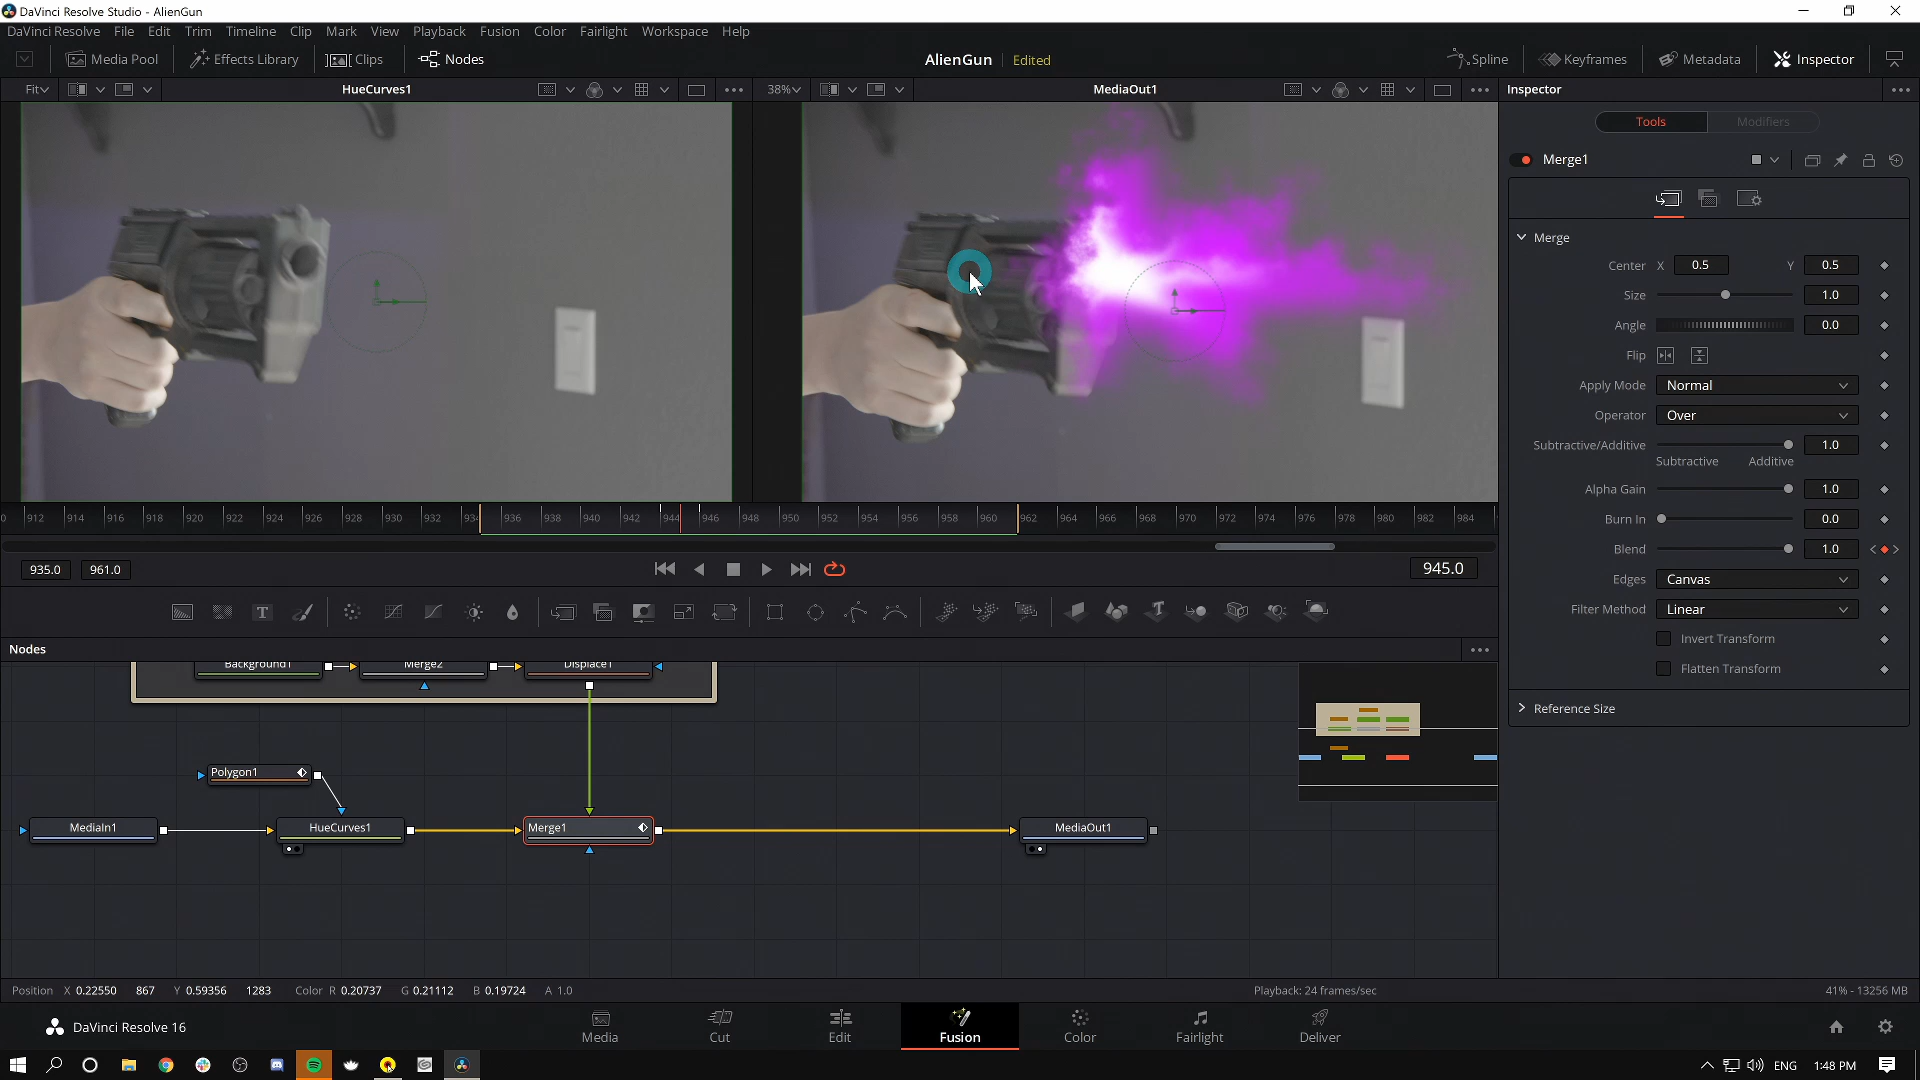 DaVinci Resolve Studio - AlienGun
DaVinci Resolve File Edit Trim Timeline Clip Mark View Playback Fusion Color Fairlight Workspace Help
Media Pool Effects Library Clips Nodes AlienGun Edited Spline Keyframes Metadata Inspector
Fit HueCurves1 38% MediaOut1 Inspector
Tools Modifiers
Merge1
Merge
Center X 0.5 Y 0.5
Size 1.0
Angle 0.0
Flip
Apply Mode Normal
Operator Over
Subtractive/Additive 1.0
Subtractive Additive
Alpha Gain 1.0
Burn In 0.0
Blend 1.0
Edges Canvas
Filter Method Linear
Invert Transform
Flatten Transform
Reference Size
0 912 914 916 918 920 922 924 926 928 930 932 934 936 938 940 942 944 946 948 950 952 954 956 958 960 962 964 966 968 970 972 974 976 978 980 982 984
935.0 961.0 945.0
Nodes
Background1 Merge2 Displace1
Polygon1
MediaIn1 HueCurves1 Merge1 MediaOut1
Position X 0.22550 867 Y 0.59356 1283 Color R 0.20737 G 0.21112 B 0.19724 A 1.0 Playback: 24 frames/sec 41% - 13256 MB
DaVinci Resolve 16 Media Cut Edit Fusion Color Fairlight Deliver
ENG 1:48 PM